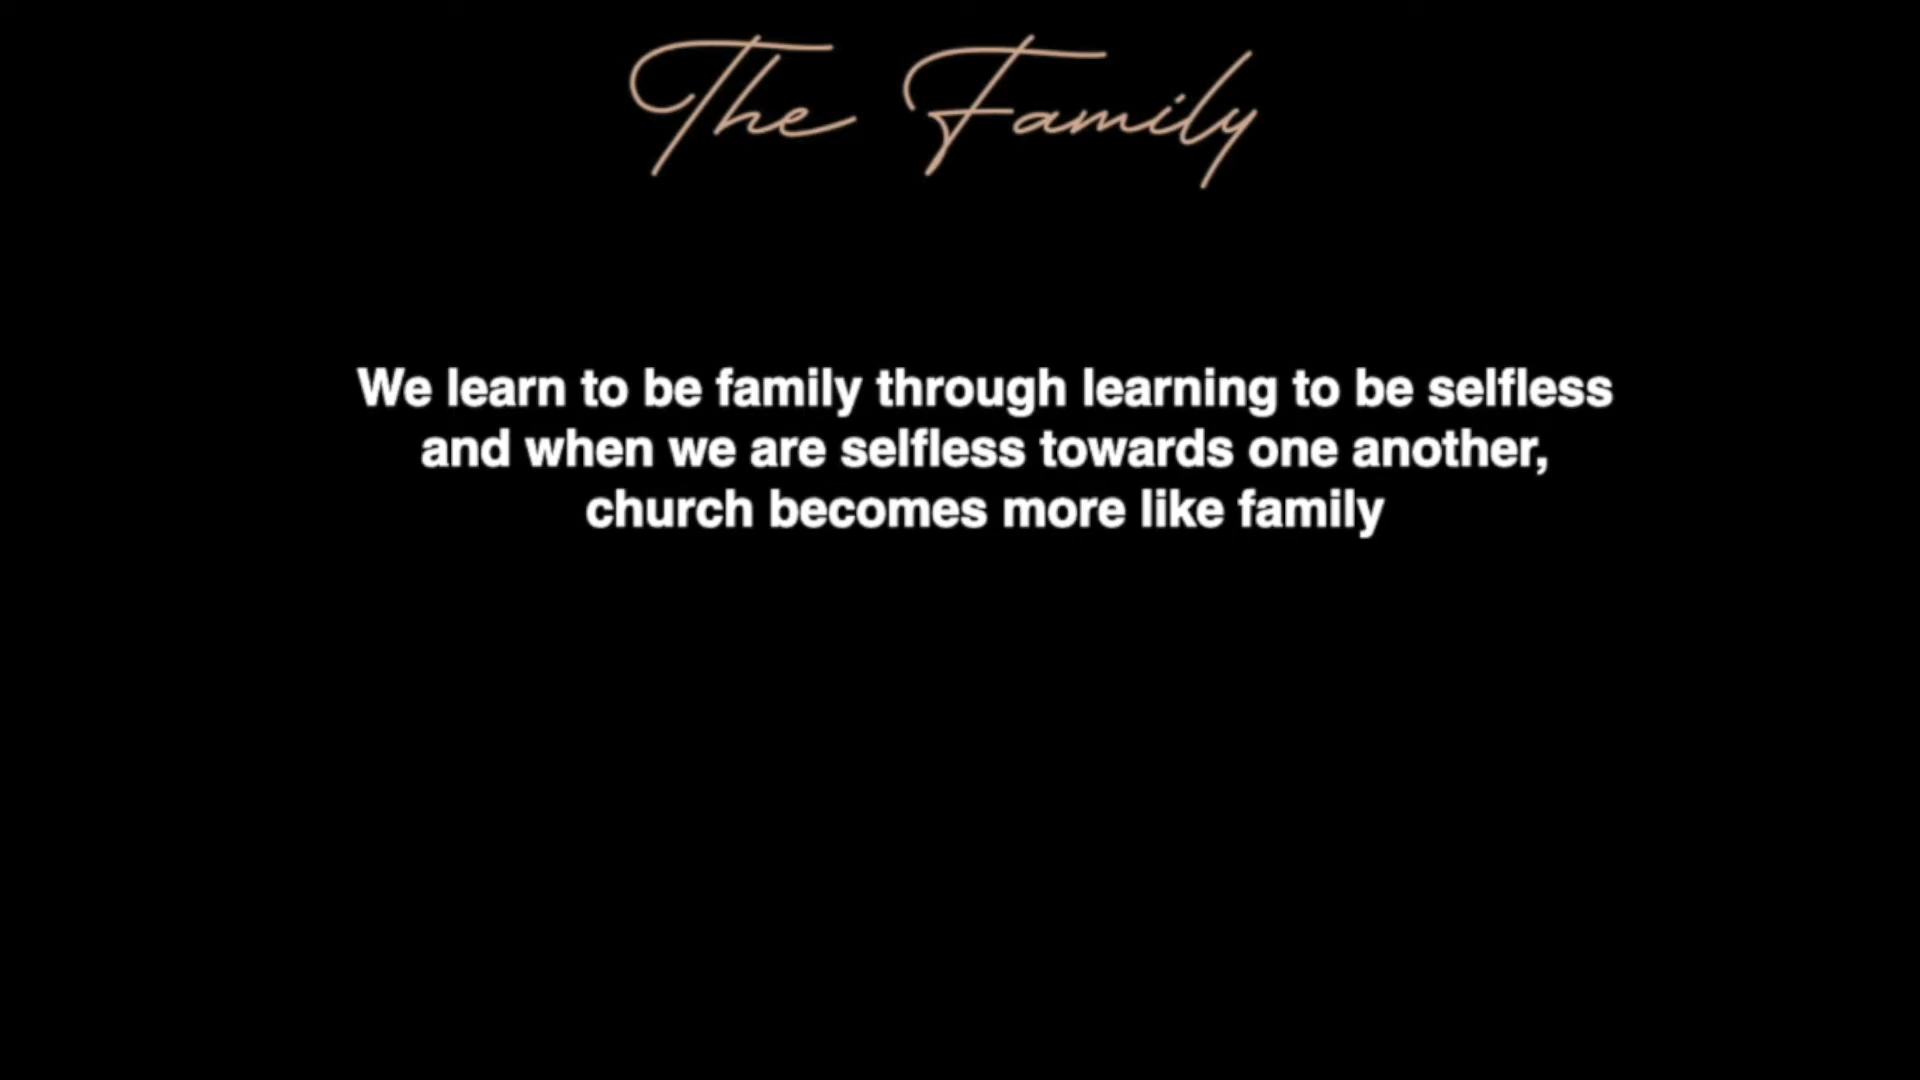 The Family
We learn to be family through learning to be selfless
and when we are selfless towards one another,
church becomes more like family